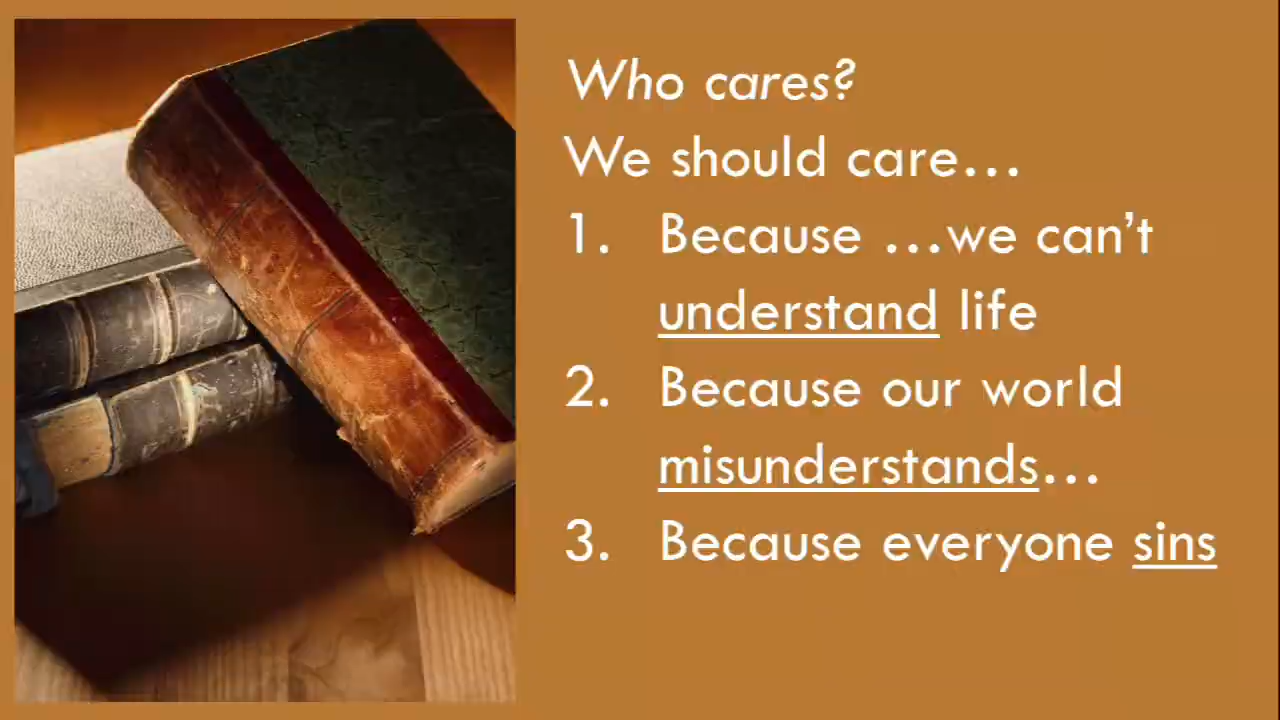 Who cares?
We should care…
1. Because …we can’t
understand life
2. Because our world
misunderstands…
3. Because everyone sins